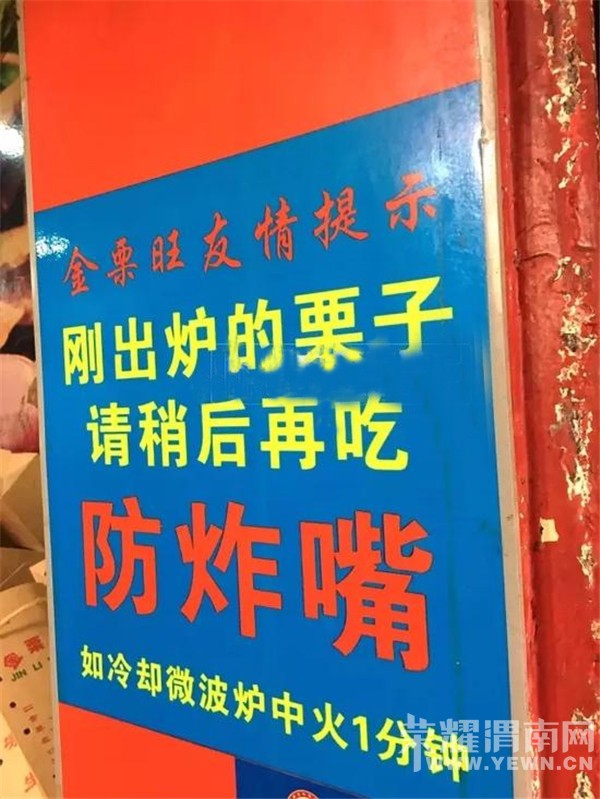 金栗旺友情提示
刚出炉的栗子
请稍后再吃
防炸嘴
如冷却微波炉中火1分钟
荣耀渭南网
WWW.YEWN.CN